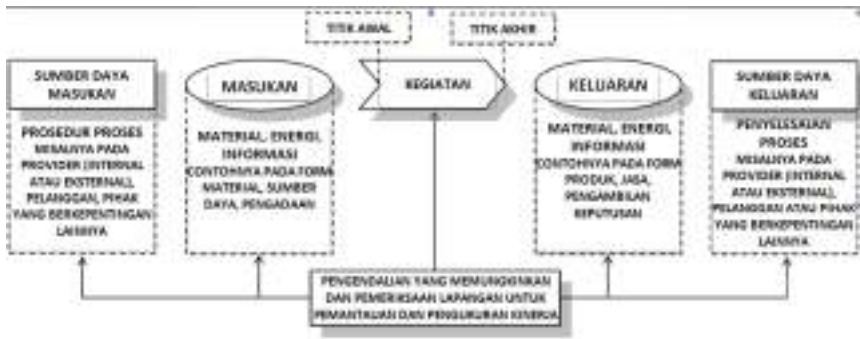 TITIK AWAL
TITIK AKHIR
SUMBER DAYA
MASUKAN
MASUKAN
KEGIATAN
KELUARAN
SUMBER DAYA
KELUARAN
PROSEDUR PROSES
MISALNYA PADA
PROVIDER (INTERNAL
ATAU EKSTERNAL),
PELANGGAN, PIHAK
YANG BERKEPENTINGAN
LAINNYA
MATERIAL, ENERGI,
INFORMASI
CONTOHNYA PADA FORM
MATERIAL, SUMBER
DAYA, PENGADAAN
MATERIAL, ENERGI,
INFORMASI
CONTOHNYA PADA FORM
PRODUK, JASA,
PENGAMBILAN
KEPUTUSAN
PENYELESAIAN
PROSES
MISALNYA PADA
PROVIDER (INTERNAL
ATAU EKSTERNAL),
PELANGGAN ATAU PIHAK
YANG BERKEPENTINGAN
LAINNYA
PENGENDALIAN YANG MEMUNGKINKAN
DAN PEMERIKSAAN LAPANGAN UNTUK
PEMANTAUAN DAN PENGUKURAN KINERJA